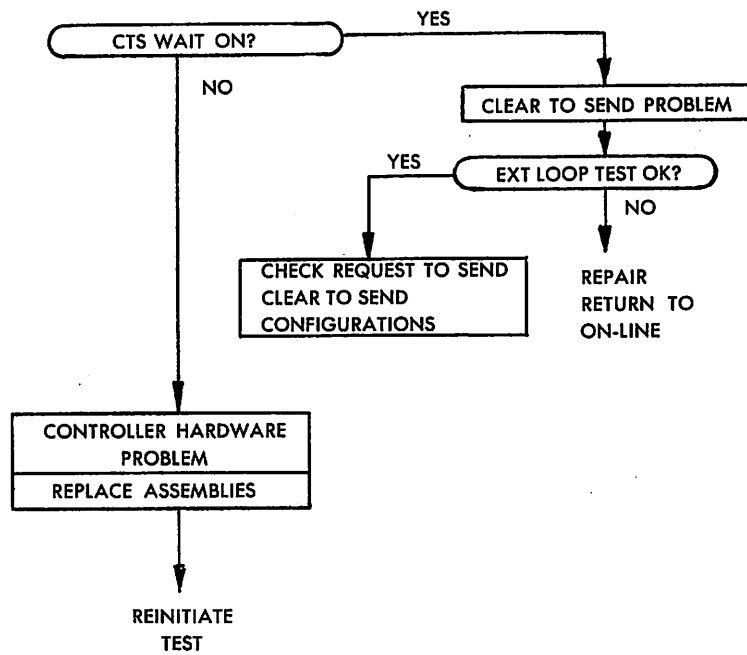 YES
CTS WAIT ON?
NO
CLEAR TO SEND PROBLEM
YES
EXT LOOP TEST OK?
NO
CHECK REQUEST TO SEND
CLEAR TO SEND
CONFIGURATIONS
REPAIR
RETURN TO
ON-LINE
CONTROLLER HARDWARE
PROBLEM
REPLACE ASSEMBLIES
REINITIATE
TEST